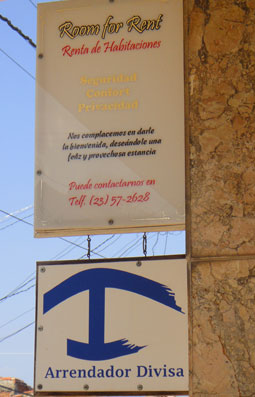 Room for Rent
Renta de Habitaciones
Seguridad
Confort
Privacidad
Nos complacemos en darle
la bienvenida, deseándole una
feliz y provechosa estancia
Puede contactarnos en
Telf. (23) 57-2628
Arrendador Divisa